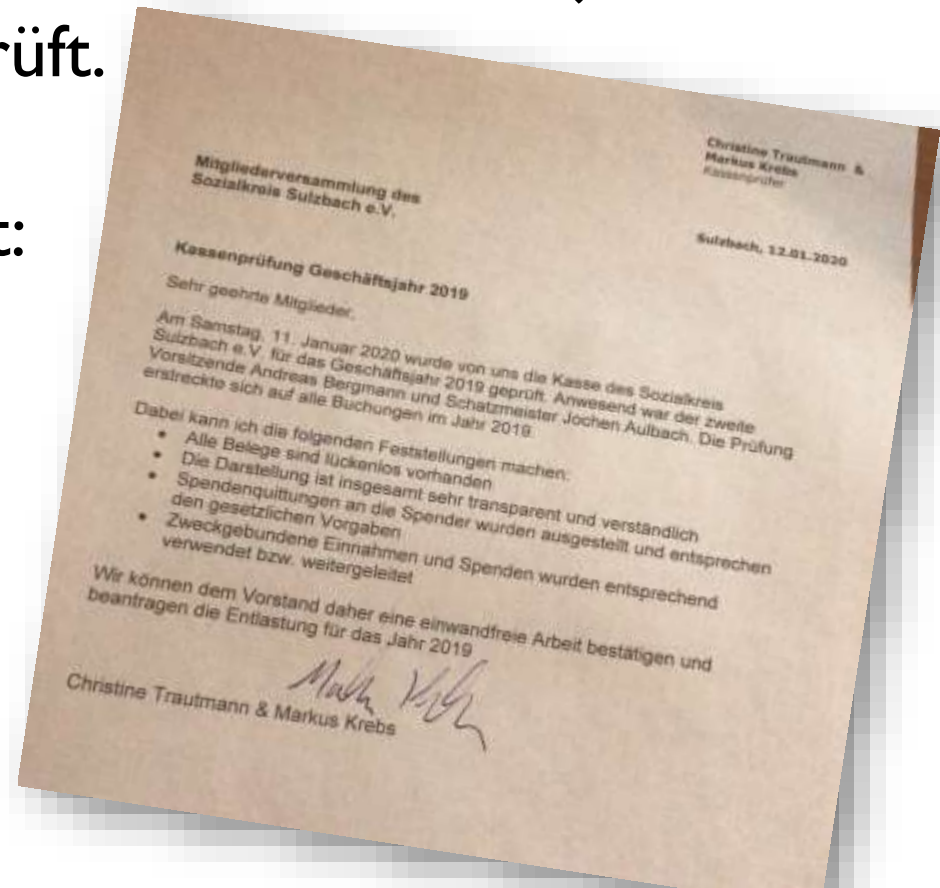 rüft.
t:
Christine Trautmann &
Markus Krebs
Kassenprüfer
Mitgliederversammlung des
Sozialkreis Sulzbach e.V.
Sulzbach, 12.01.2020
Kassenprüfung Geschäftsjahr 2019
Sehr geehrte Mitglieder,
Am Samstag, 11. Januar 2020 wurde von uns die Kasse des Sozialkreis
Sulzbach e.V. für das Geschäftsjahr 2019 geprüft. Anwesend war der zweite
Vorsitzende Andreas Bergmann und Schatzmeister Jochen Aulbach. Die Prüfung
erstreckte sich auf alle Buchungen im Jahr 2019.
Dabei kann ich die folgenden Feststellungen machen:
• Alle Belege sind lückenlos vorhanden
• Die Darstellung ist insgesamt sehr transparent und verständlich
• Spendenquittungen an die Spender wurden ausgestellt und entsprechen
den gesetzlichen Vorgaben
• Zweckgebundene Einnahmen und Spenden wurden entsprechend
verwendet bzw. weitergeleitet
Wir können dem Vorstand daher eine einwandfreie Arbeit bestätigen und
beantragen die Entlastung für das Jahr 2019
Christine Trautmann & Markus Krebs